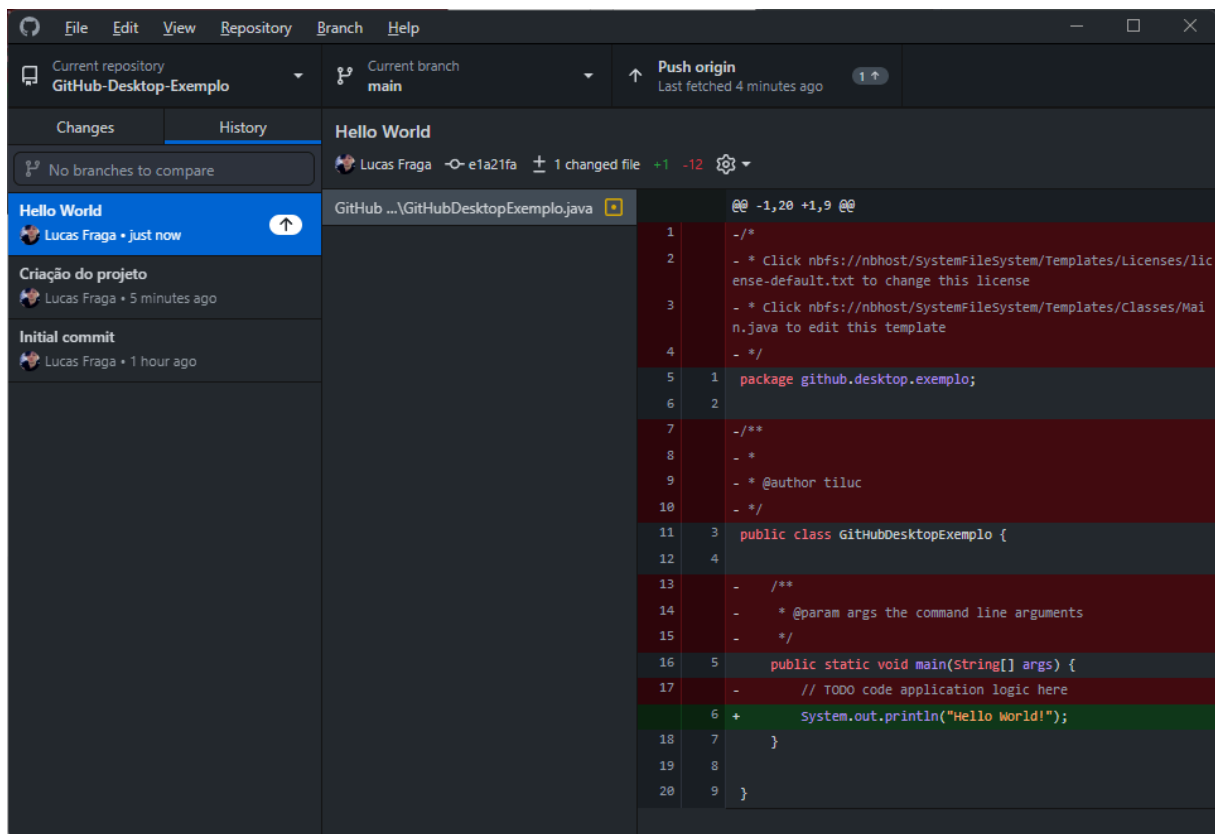 File Edit View Repository Branch Help
Current repository
GitHub-Desktop-Exemplo
Current branch
main
Push origin
Last fetched 4 minutes ago
1
Changes History
No branches to compare
Hello World
Lucas Fraga • just now
Criação do projeto
Lucas Fraga • 5 minutes ago
Initial commit
Lucas Fraga • 1 hour ago
Hello World
Lucas Fraga e1a21fa 1 changed file +1 -12
GitHub ...\GitHubDesktopExemplo.java
@@ -1,20 +1,9 @@
1 -/*
2 - * Click nbfs://nbhost/SystemFileSystem/Templates/Licenses/lic
ense-default.txt to change this license
3 - * Click nbfs://nbhost/SystemFileSystem/Templates/Classes/Mai
n.java to edit this template
4 - */
5 1 package github.desktop.exemplo;
6 2
7 -/**
8 - *
9 - * @author tiluc
10 - */
11 3 public class GitHubDesktopExemplo {
12 4
13 - /**
14 - * @param args the command line arguments
15 - */
16 5 public static void main(String[] args) {
17 - // TODO code application logic here
6 + System.out.println("Hello World!");
18 7 }
19 8
20 9 }